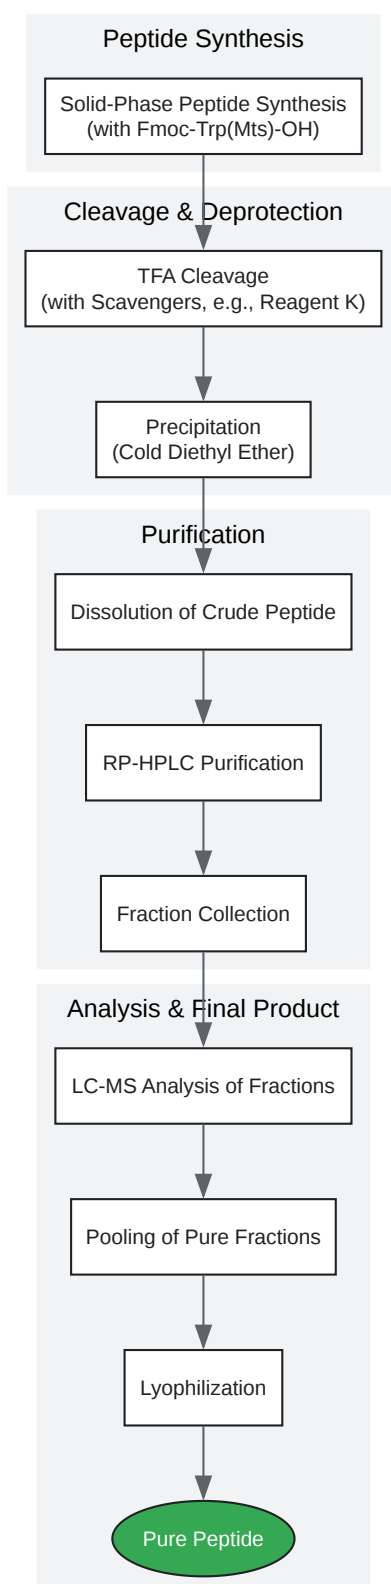 Peptide Synthesis
Solid-Phase Peptide Synthesis
(with Fmoc-Trp(Mts)-OH)
Cleavage & Deprotection
TFA Cleavage
(with Scavengers, e.g., Reagent K)
Precipitation
(Cold Diethyl Ether)
Purification
Dissolution of Crude Peptide
RP-HPLC Purification
Fraction Collection
Analysis & Final Product
LC-MS Analysis of Fractions
Pooling of Pure Fractions
Lyophilization
Pure Peptide